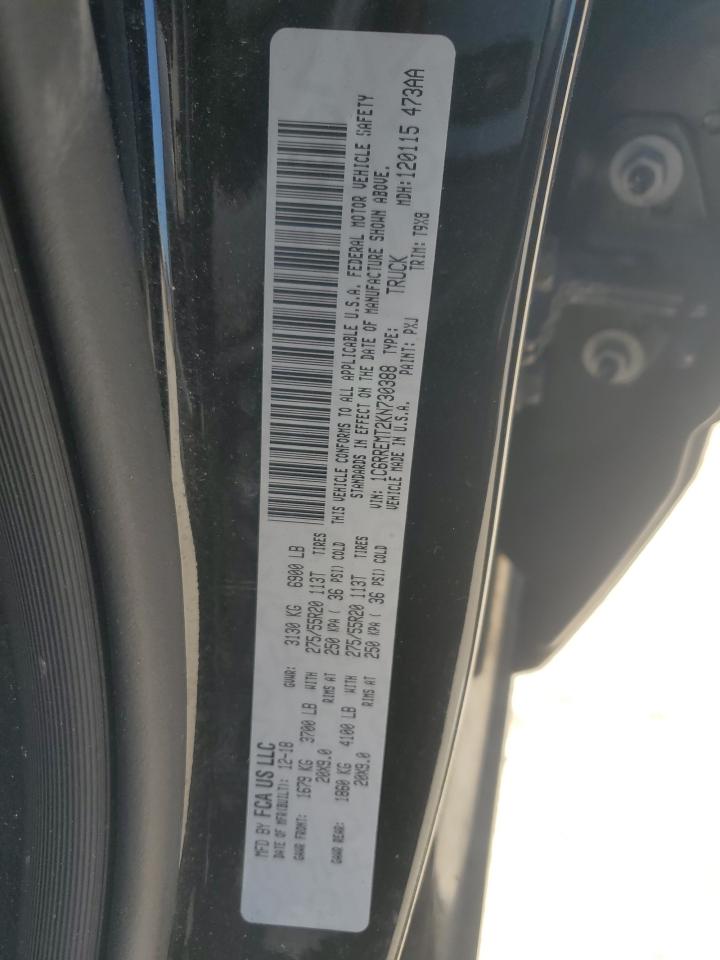 MFD BY FCA US LLC
DATE OF MFR(BUILT): 12-18 GVWR: 3130 KG 6900 LB
GAWR FRONT: 1679 KG 3700 LB WITH 275/55R20 113T TIRES
20X9.0 RIMS AT 250 KPA ( 36 PSI) COLD
GAWR REAR: 1860 KG 4100 LB WITH 275/55R20 113T TIRES
20X9.0 RIMS AT 250 KPA ( 36 PSI) COLD
THIS VEHICLE CONFORMS TO ALL APPLICABLE U.S.A. FEDERAL MOTOR VEHICLE SAFETY
STANDARDS IN EFFECT ON THE DATE OF MANUFACTURE SHOWN ABOVE.
VIN: 1C6RREMT2KN730388 TYPE: TRUCK MDH: 120115 473AA
VEHICLE MADE IN U.S.A. PAINT: PXJ TRIM: T9X8